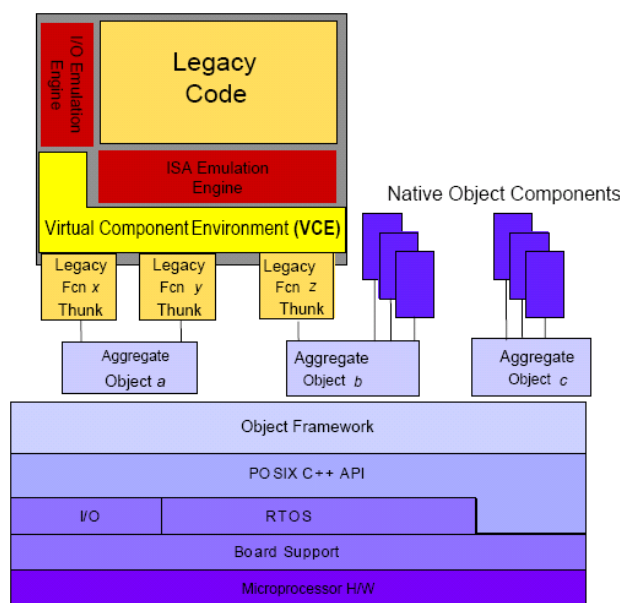 I/O Emulation
Engine
Legacy
Code
ISA Emulation
Engine
Native Object Components
Virtual Component Environment (VCE)
Legacy
Fcn x
Thunk
Legacy
Fcn y
Thunk
Legacy
Fcn z
Thunk
Aggregate
Object a
Aggregate
Object b
Aggregate
Object c
Object Framework
POSIX C++ API
I/O
RTOS
Board Support
Microprocessor H/W